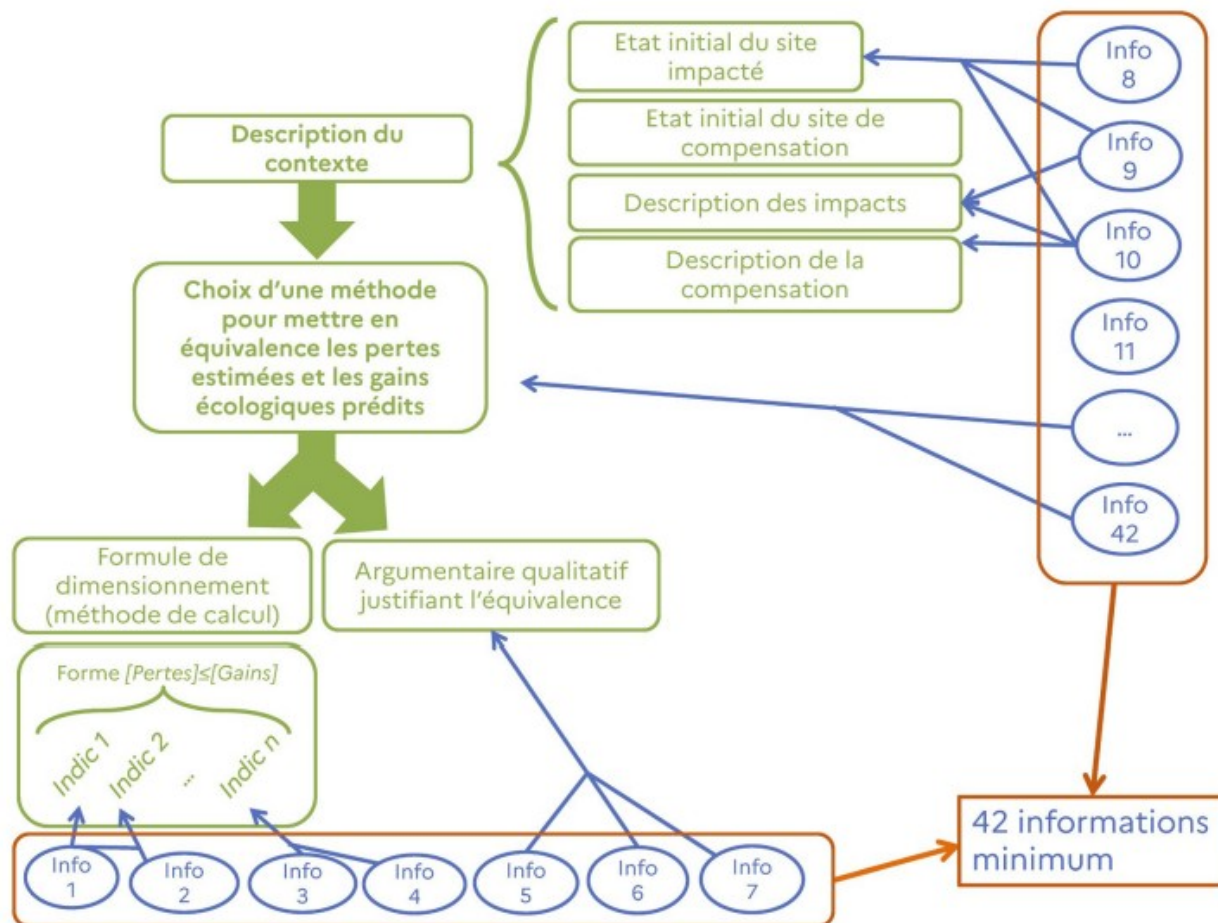 Etat initial du site
impacté
Etat initial du site de
compensation
Description des impacts
Description de la
compensation
Description du
contexte
Choix d’une méthode
pour mettre en
équivalence les pertes
estimées et les gains
écologiques prédits
Formule de
dimensionnement
(méthode de calcul)
Argumentaire qualitatif
justifiant l’équivalence
Forme [Pertes]≤[Gains]
Indic 1
Indic 2
...
Indic n
Info
1
Info
2
Info
3
Info
4
Info
5
Info
6
Info
7
Info
8
Info
9
Info
10
Info
11
...
Info
42
42 informations
minimum